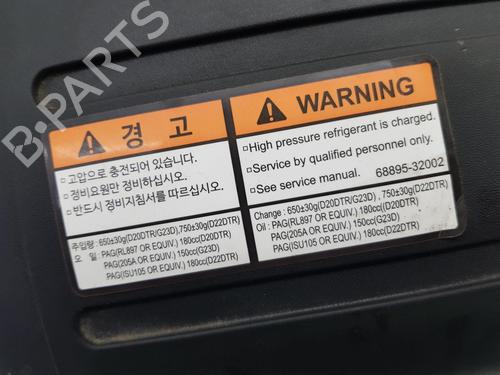 B-PARTS
경 고
▫고압으로 충전되어 있습니다.
▫정비요원만 정비하십시오.
▫반드시 정비지침서를 따르십시오.
주입량 : 650±30g(D20DTR/G23D),750±30g(D22DTR)
오 일 : PAG(RL897 OR EQUIV.) 180cc(D20DTR)
PAG(205A OR EQUIV.) 150cc(G23D)
PAG(ISU105 OR EQUIV.) 180cc(D22DTR)
WARNING
▫High pressure refrigerant is charged.
▫Service by qualified personnel only.
▫See service manual. 68895-32002
Change : 650±30g(D20DTR/G23D) , 750±30g(D22DTR)
Oil : PAG(RL897 OR EQUIV.) 180cc(D20DTR)
PAG(205A OR EQUIV.) 150cc(G23D)
PAG(ISU105 OR EQUIV.) 180cc(D22DTR)